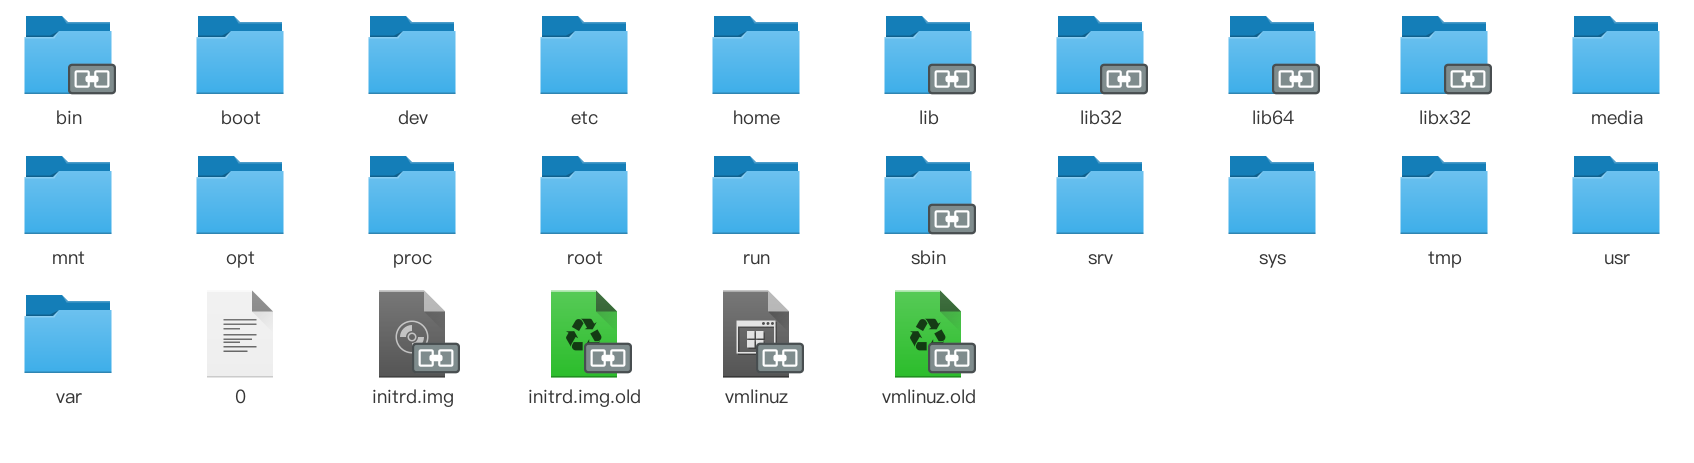 bin boot dev etc home lib lib32 lib64 libx32 media
mnt opt proc root run sbin srv sys tmp usr
var 0 initrd.img initrd.img.old vmlinuz vmlinuz.old